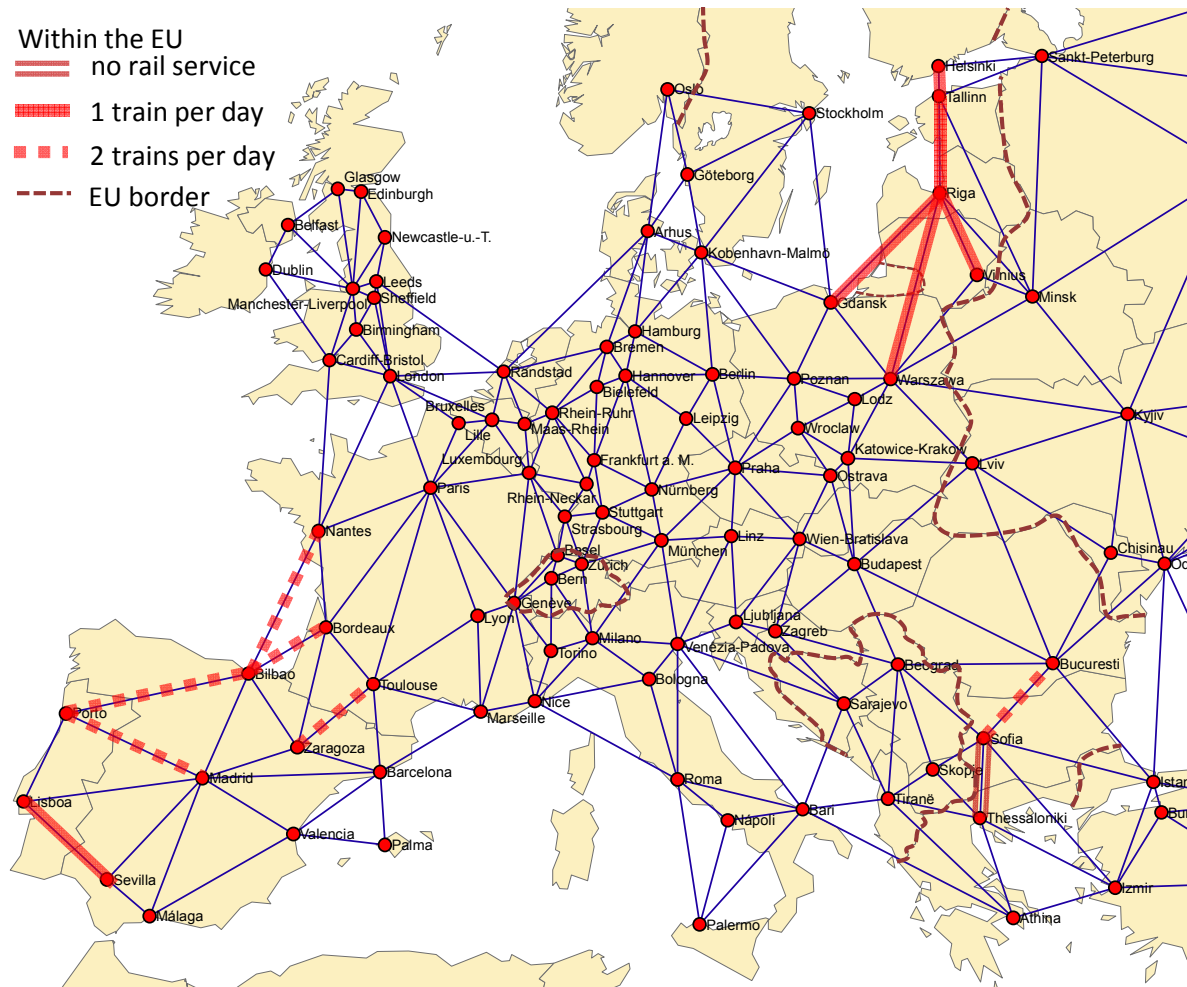 Within the EU
no rail service
1 train per day
2 trains per day
EU border
Helsinki
Sankt-Peterburg
Tallinn
Oslo
Stockholm
Göteborg
Glasgow
Edinburgh
Riga
Belfast
Newcastle-u.-T.
Arhus
Kobenhavn-Malmö
Dublin
Leeds
Vilnius
Manchester-Liverpool
Sheffield
Gdansk
Minsk
Birmingham
Hamburg
Bremen
Cardiff-Bristol
London
Randstad
Hannover
Berlin
Poznan
Warszawa
Bielefeld
Lodz
Bruxelles
Rhein-Ruhr
Leipzig
Kyjiv
Lille
Maas-Rhein
Wroclaw
Katowice-Krakow
Luxembourg
Frankfurt a. M.
Praha
Lviv
Rhein-Neckar
Ostrava
Paris
Nürnberg
Stuttgart
Nantes
Strasbourg
Linz
Wien-Bratislava
München
Basel
Chisinau
Zürich
Budapest
Od
Bern
Genève
Lyon
Ljubljana
Bordeaux
Zagreb
Milano
Torino
Venezia-Padova
Beograd
Bucuresti
Bilbao
Bologna
Toulouse
Nice
Sarajevo
Porto
Marseille
Sofia
Zaragoza
Skopje
Barcelona
Madrid
Roma
Istan
Lisboa
Tiranë
Bari
Napoli
Thessaloniki
Bu
Valencia
Palma
Sevilla
Izmir
Málaga
Athina
Palermo